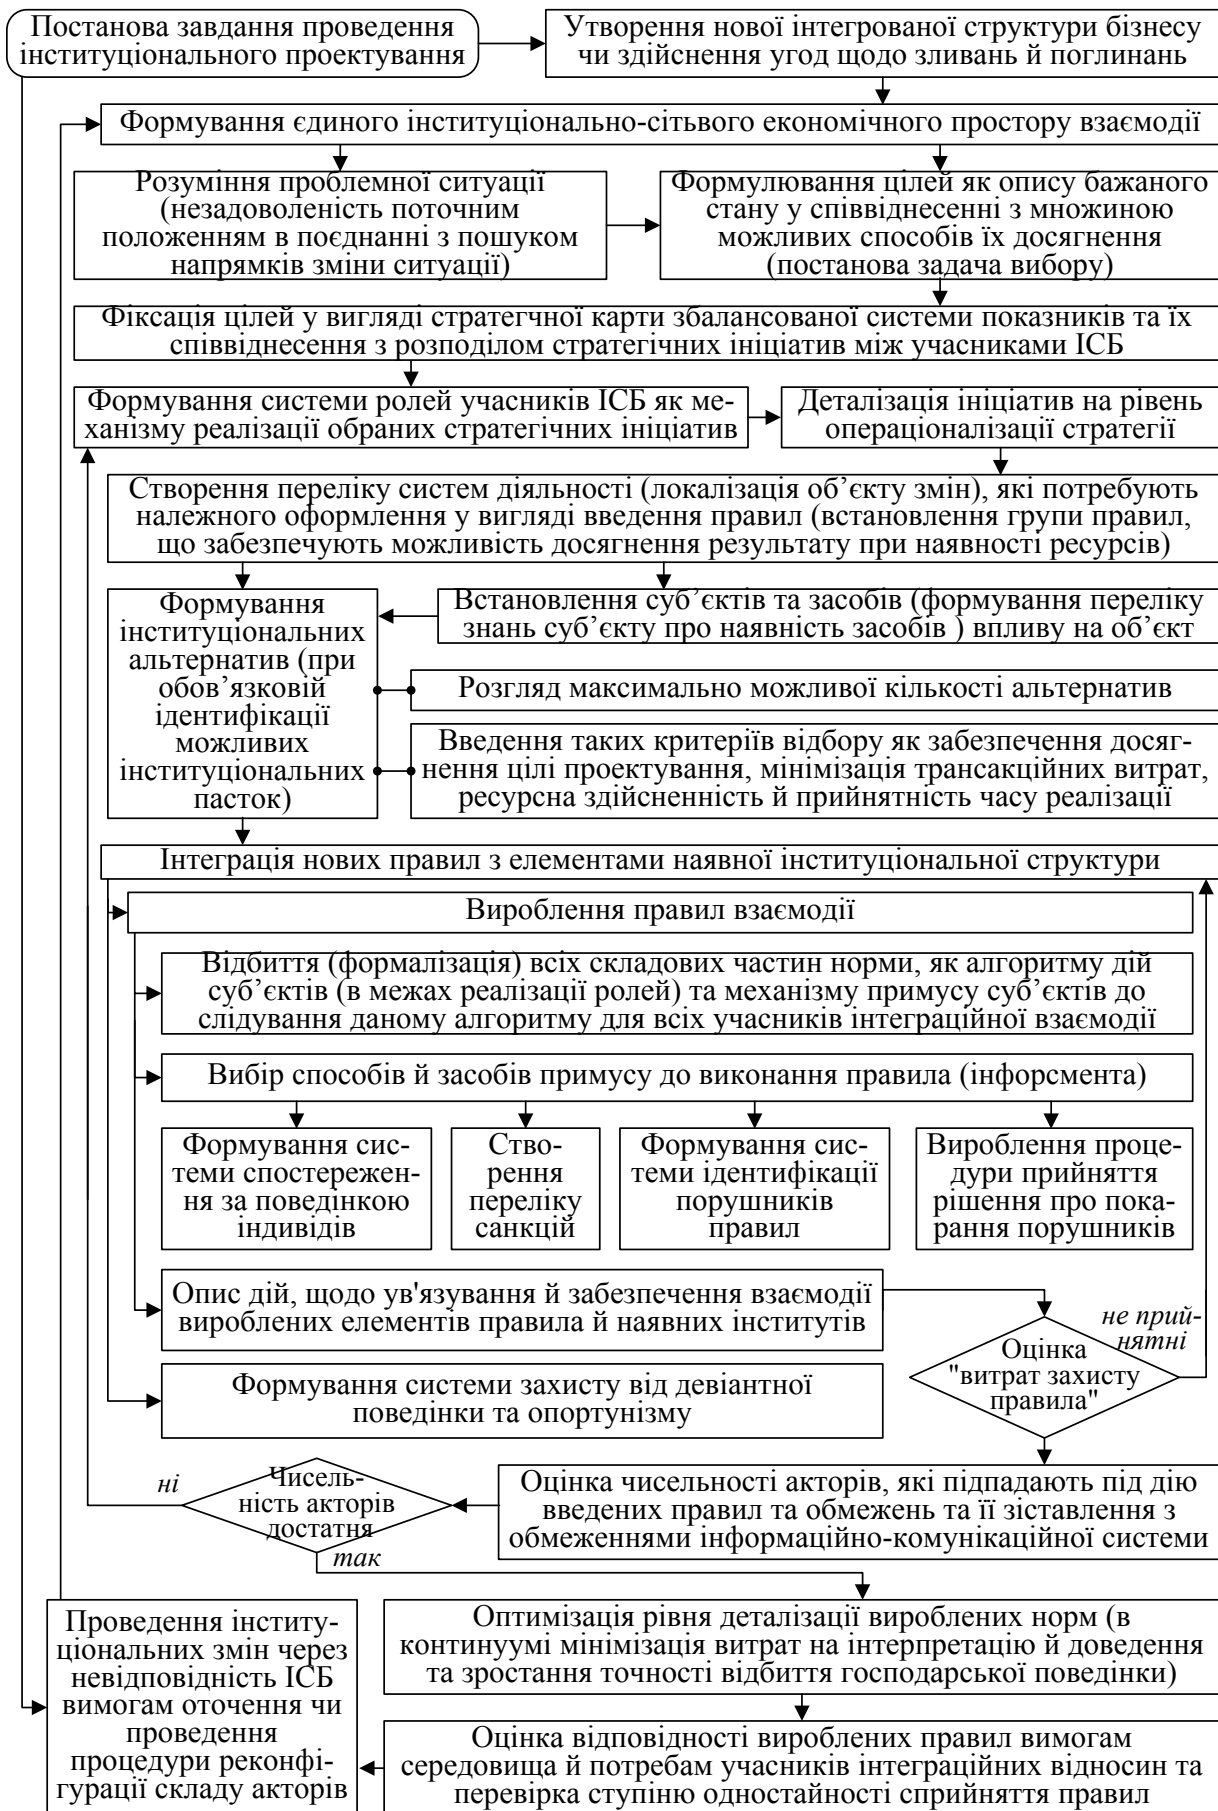 Постанова завдання проведення
інституціонального проектування
Утворення нової інтегрованої структури бізнесу
чи здійснення угод щодо зливань й поглинань
Формування єдиного інституціонально-сітьвого економічного простору взаємодії
Розуміння проблемної ситуації
(незадоволеність поточним
положенням в поєднанні з пошуком
напрямків зміни ситуації)
Формулювання цілей як опису бажаного
стану у співвіднесенні з множиною
можливих способів їх досягнення
(постанова задача вибору)
Фіксація цілей у вигляді стратегчної карти збалансованої системи показників та їх
співвіднесення з розподілом стратегічних ініціатив між учасниками ІСБ
Формування системи ролей учасників ІСБ як ме-
ханізму реалізації обраних стратегічних ініціатив
Деталізація ініціатив на рівень
операціоналізації стратегії
Створення переліку систем діяльності (локалізація об’єкту змін), які потребують
належного оформлення у вигляді введення правил (встановлення групи правил,
що забезпечують можливість досягнення результату при наявності ресурсів)
Формування
інституціональних
альтернатив (при
обов’язковій
ідентифікації
можливих
інституціональних
пасток)
Встановлення суб’єктів та засобів (формування переліку
знань суб’єкту про наявність засобів ) впливу на об’єкт
Розгляд максимально можливої кількості альтернатив
Введення таких критеріїв відбору як забезпечення досяг-
нення цілі проектування, мінімізація трансакційних витрат,
ресурсна здійсненність й прийнятність часу реалізації
Інтеграція нових правил з елементами наявної інституціональної структури
Вироблення правил взаємодії
Відбиття (формалізація) всіх складових частин норми, як алгоритму дій
суб’єктів (в межах реалізації ролей) та механізму примусу суб’єктів до
слідування даному алгоритму для всіх учасників інтеграційної взаємодії
Вибір способів й засобів примусу до виконання правила (інфорсмента)
Формування сис-
теми спостережен-
ня за поведінкою
індивідів
Ство-
рення
переліку
санкцій
Формування сис-
теми ідентифікації
порушників
правил
Вироблення проце-
дури прийняття
рішення про пока-
рання порушників
Опис дій, щодо ув'язування й забезпечення взаємодії
вироблених елементів правила й наявних інститутів
не прий-
нятні
Оцінка
"витрат захисту
правила"
Формування системи захисту від девіантної
поведінки та опортунізму
ні
Чисель-
ність акторів
достатня
так
Оцінка чисельності акторів, які підпадають під дію
введених правил та обмежень та її зіставлення з
обмеженнями інформаційно-комунікаційної системи
Проведення інститу-
ціональних змін через
невідповідність ІСБ
вимогам оточення чи
проведення
процедури реконфі-
гурації складу акторів
Оптимізація рівня деталізації вироблених норм (в
континуумі мінімізація витрат на інтерпретацію й доведення
та зростання точності відбиття господарської поведінки)
Оцінка відповідності вироблених правил вимогам
середовища й потребам учасників інтеграційних відносин та
перевірка ступіню одностайності сприйняття правил